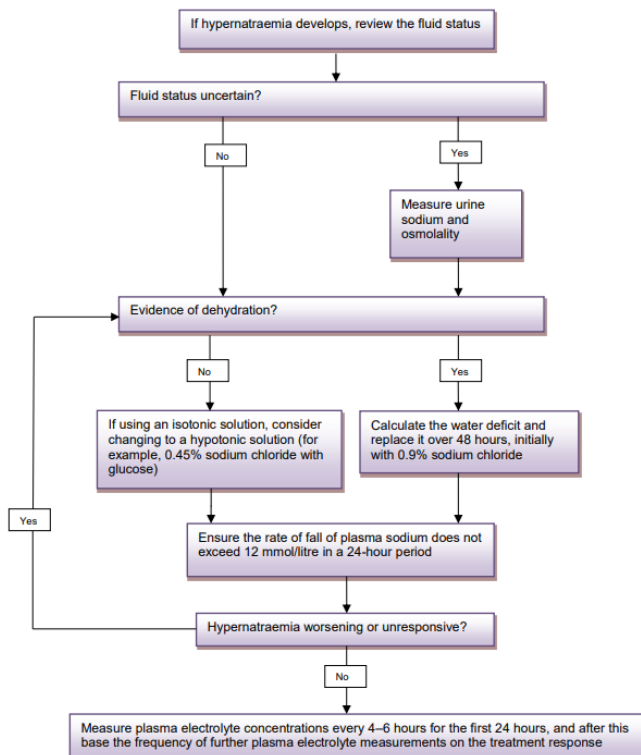 If hypernatraemia develops, review the fluid status
Fluid status uncertain?
No
Yes
Measure urine
sodium and
osmolality
Evidence of dehydration?
No
Yes
If using an isotonic solution, consider
changing to a hypotonic solution (for
example, 0.45% sodium chloride with
glucose)
Calculate the water deficit and
replace it over 48 hours, initially
with 0.9% sodium chloride
Yes
Ensure the rate of fall of plasma sodium does not
exceed 12 mmol/litre in a 24-hour period
Hypernatraemia worsening or unresponsive?
No
Measure plasma electrolyte concentrations every 4–6 hours for the first 24 hours, and after this
base the frequency of further plasma electrolyte measurements on the treatment response